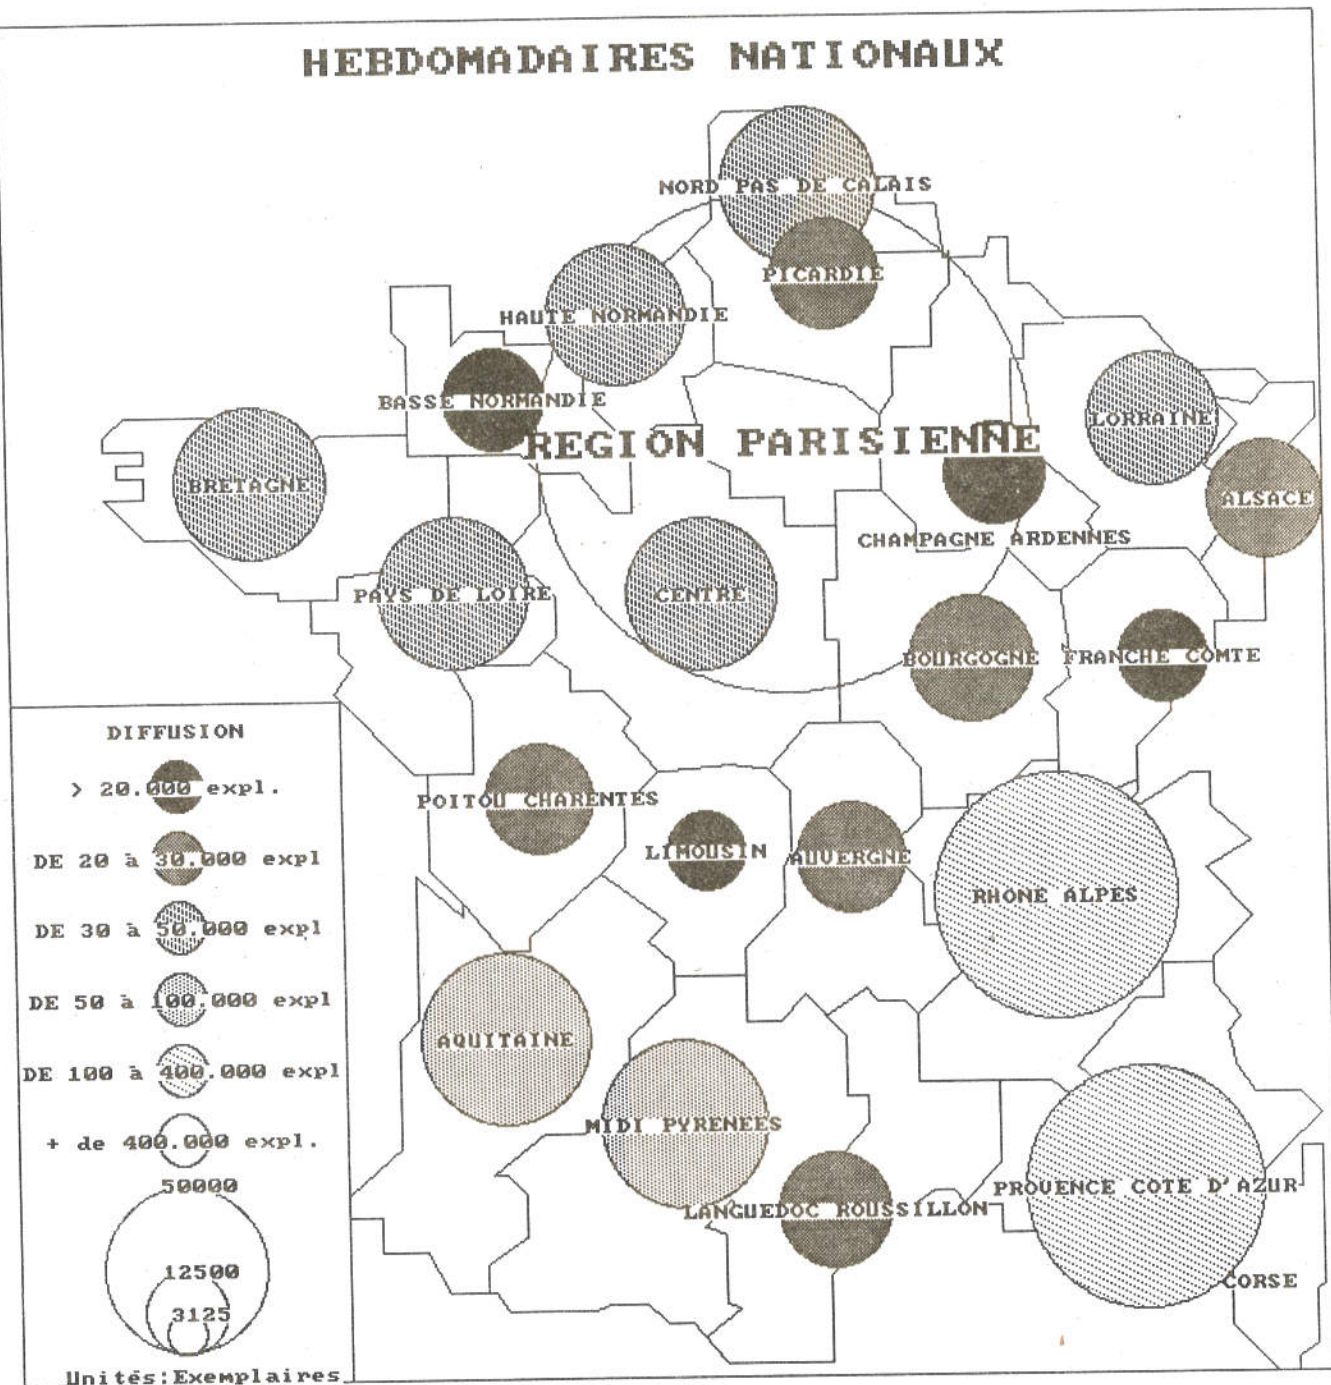 HEBDOMADAIRES NATIONAUX
NORD PAS DE CALAIS
PICARDIE
HAUTE NORMANDIE
BASSE NORMANDIE
LORRAINE
REGION PARISIENNE
BRETAGNE
ALSACE
CHAMPAGNE ARDENNES
PAYS DE LOIRE
CENTRE
BOURGOGNE
FRANCHE COMTE
POITOU CHARENTES
LIMOUSIN
AUVERGNE
RHONE ALPES
AQUITAINE
MIDI PYRENEES
PROVENCE COTE D'AZUR
LANGUEDOC ROUSSILLON
CORSE
DIFFUSION
> 20.000 expl.
DE 20 à 30.000 expl
DE 30 à 50.000 expl
DE 50 à 100.000 expl
DE 100 à 400.000 expl
+ de 400.000 expl.
50000
12500
3125
Unités:Exemplaires